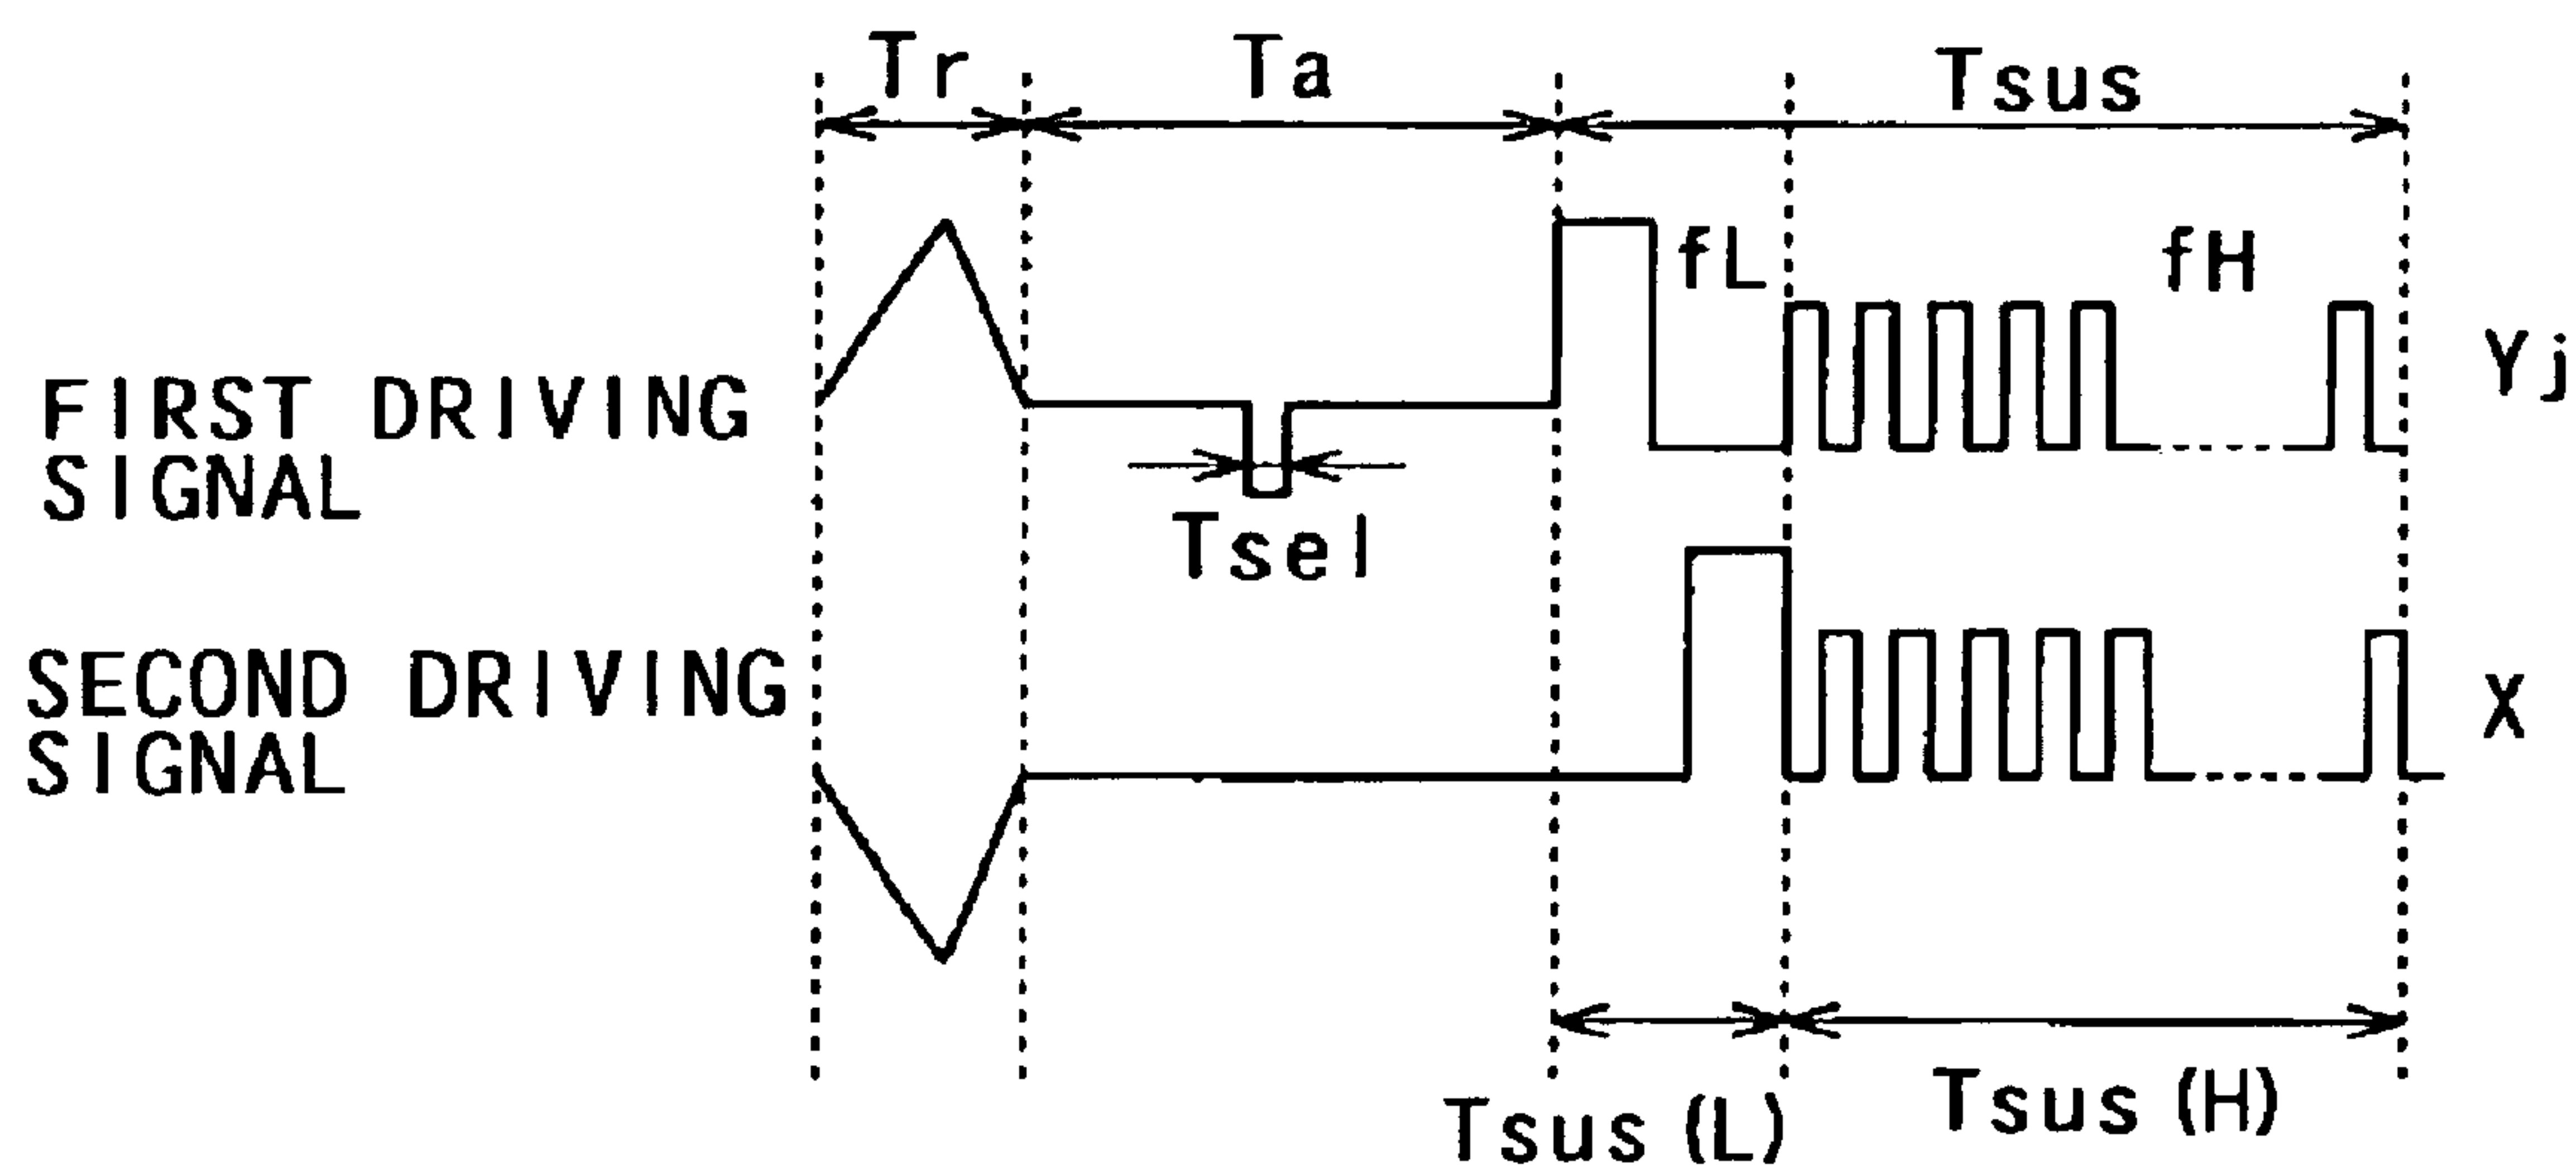 Tr
Ta
Tsus
fL
fH
FIRST DRIVING
SIGNAL
Yj
Tsel
SECOND DRIVING
SIGNAL
X
Tsus (L)
Tsus (H)